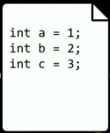 int a = 1;
int b = 2;
int c = 3;